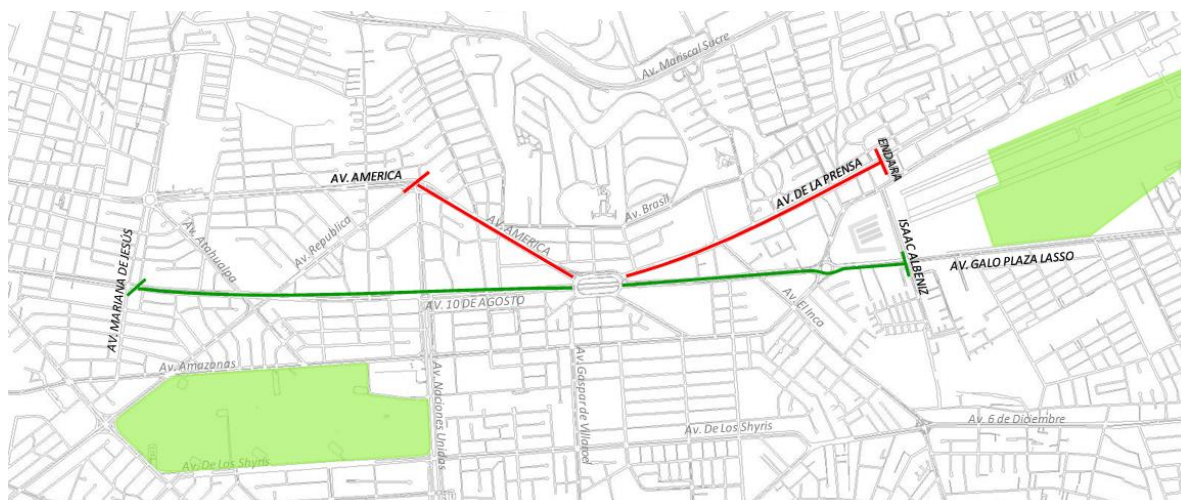 Av. Mariscal Sucre
ENDARA
AV. AMERICA
AV. DE LA PRENSA
Av. Brasil
AV. AMERICA
Av. Republica
Av. Atahualpa
AV. MARIANA DE JESUS
ISAAC ALBENIZ
AV. GALO PLAZA LASSO
AV. 10 DE AGOSTO
Av. El Inca
Av. Amazonas
Av. Naciones Unidas
Av. Gaspar de Villaroel
Av. 6 de Diciembre
Av. De Los Shyris
Av. De Los Shyris